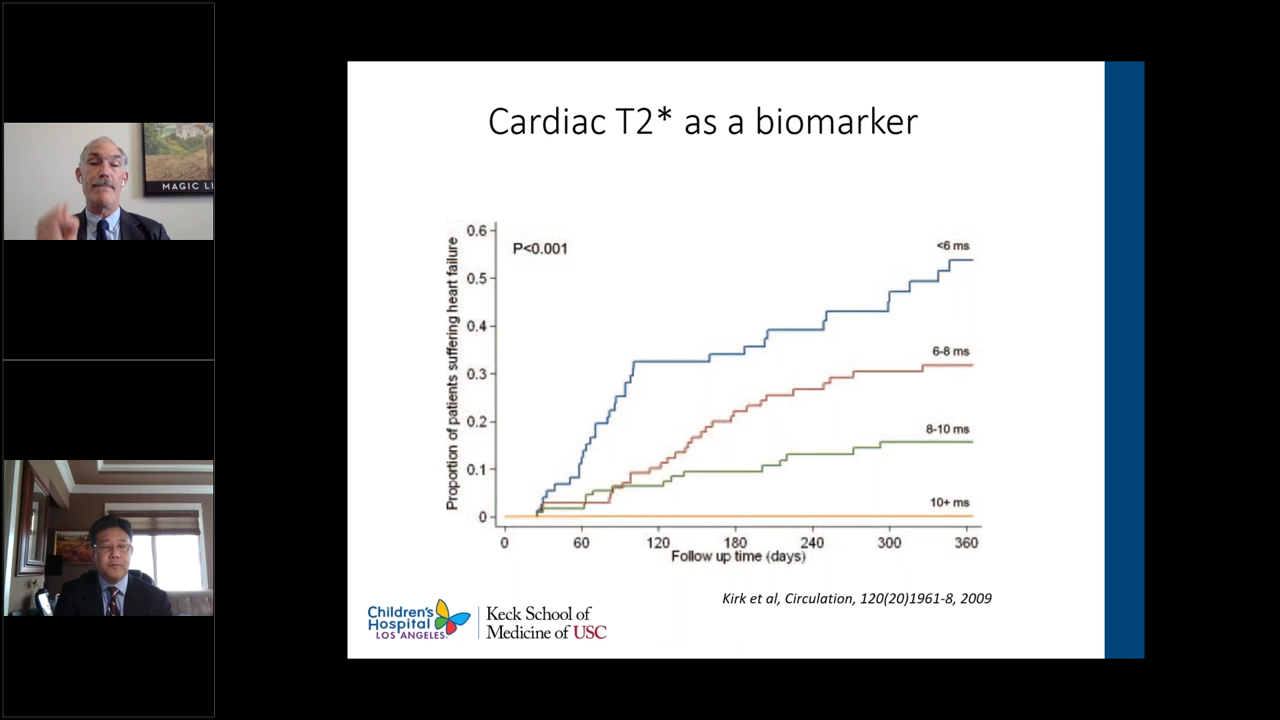 MAGIC
Cardiac T2* as a biomarker
Proportion of patients suffering heart failure
0.6
0.5
0.4
0.3
0.2
0.1
0
P<0.001
<6 ms
6-8 ms
8-10 ms
10+ ms
0 60 120 180 240 300 360
Follow up time (days)
Kirk et al, Circulation, 120(20)1961-8, 2009
Children's
Hospital
LOS ANGELES
Keck School of
Medicine of USC